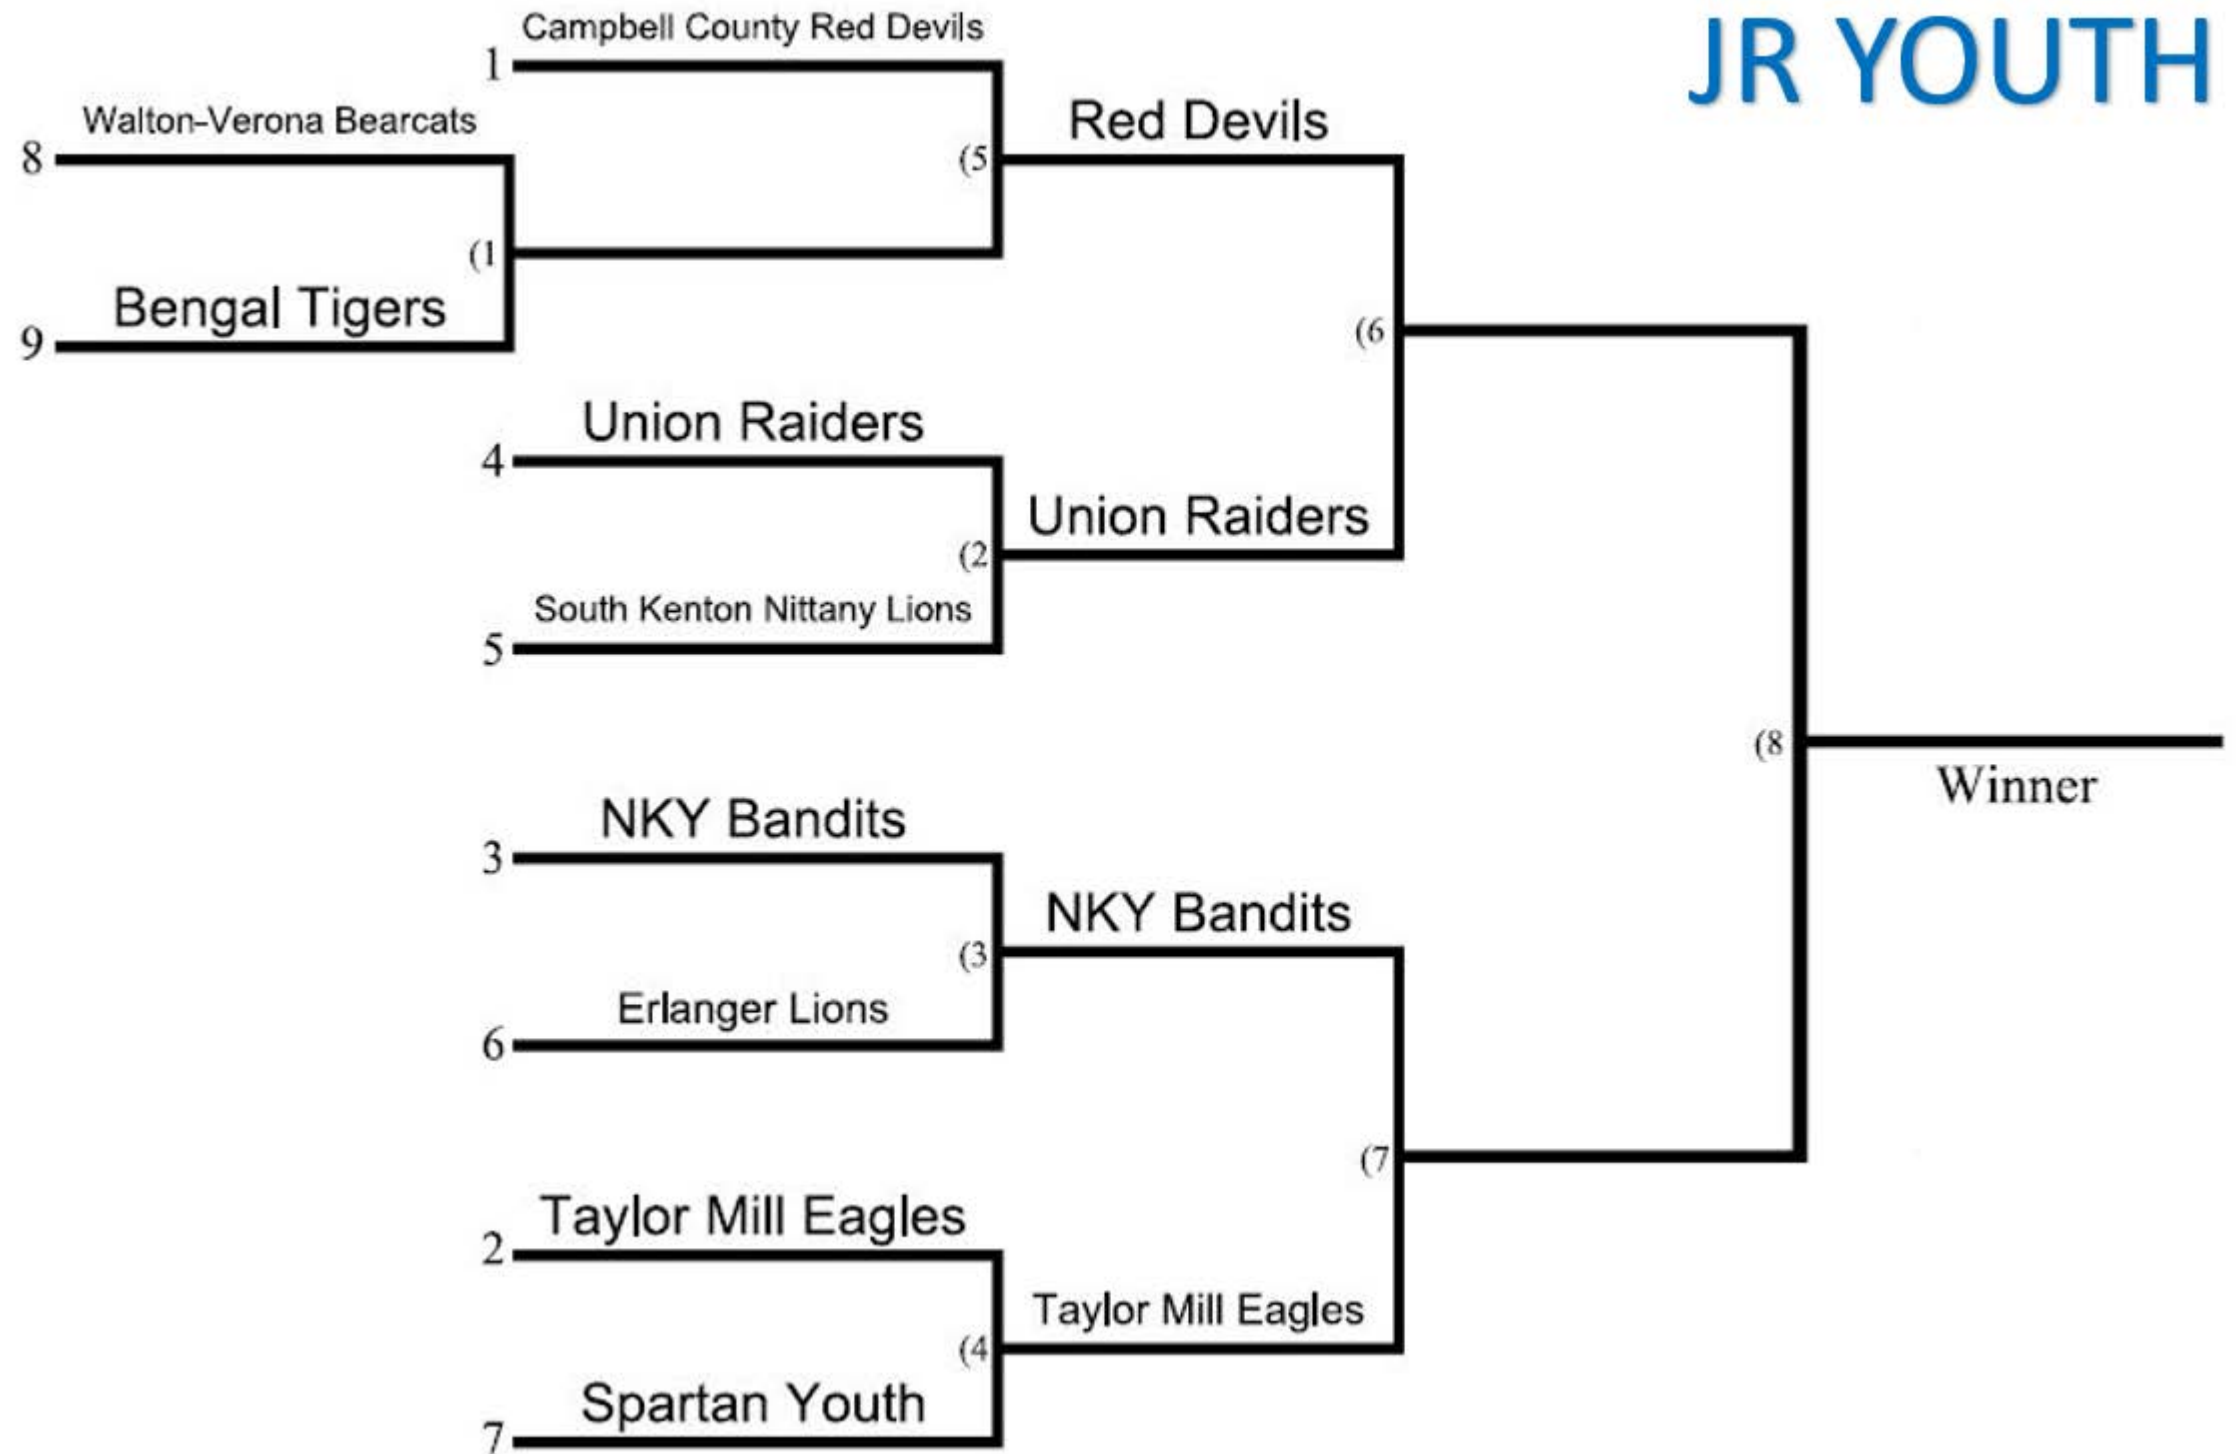 JR YOUTH
Campbell County Red Devils
1
Walton-Verona Bearcats
8
Red Devils
(5
(1
Bengal Tigers
9
(6
Union Raiders
4
Union Raiders
(2
South Kenton Nittany Lions
5
(8
Winner
NKY Bandits
3
NKY Bandits
(3
Erlanger Lions
6
(7
Taylor Mill Eagles
2
Taylor Mill Eagles
(4
Spartan Youth
7